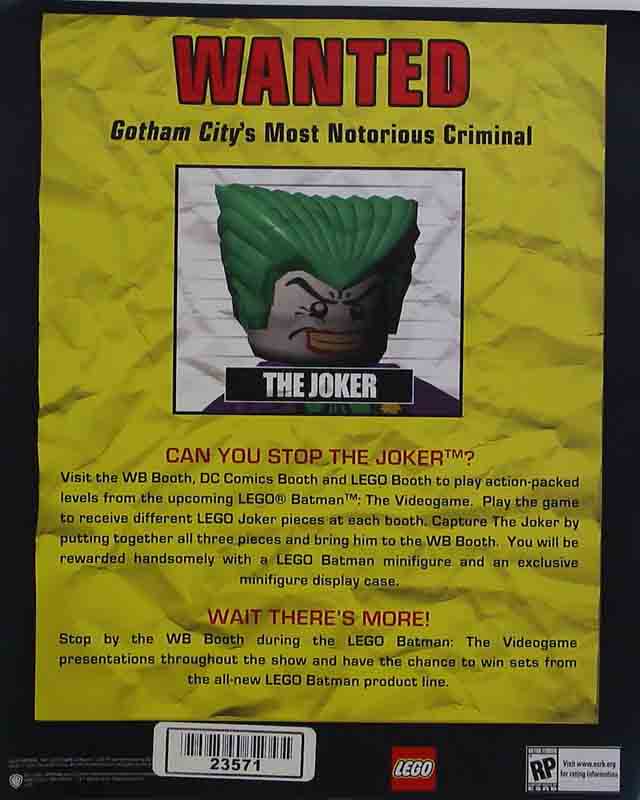 WANTED
Gotham City's Most Notorious Criminal
THE JOKER
CAN YOU STOP THE JOKER™?
Visit the WB Booth, DC Comics Booth and LEGO Booth to play action-packed
levels from the upcoming LEGO® Batman™: The Videogame. Play the game
to receive different LEGO Joker pieces at each booth. Capture The Joker by
putting together all three pieces and bring him to the WB Booth. You will be
rewarded handsomely with a LEGO Batman minifigure and an exclusive
minifigure display case.
WAIT THERE'S MORE!
Stop by the WB Booth during the LEGO Batman: The Videogame
presentations throughout the show and have the chance to win sets from
the all-new LEGO Batman product line.
23571
LEGO
RP
Visit www.esrb.org
for rating information
ESRB